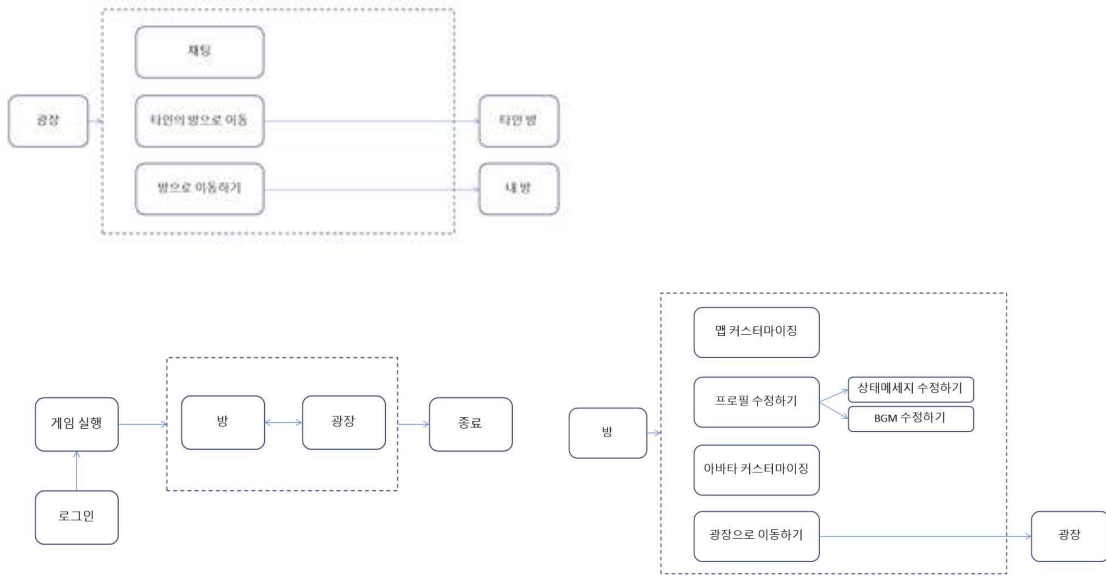 채팅
광장
타인의 방으로 이동
타인 방
방으로 이동하기
내 방
게임 실행
방
광장
종료
로그인
맵 커스터마이징
프로필 수정하기
상태메세지 수정하기
BGM 수정하기
방
아바타 커스터마이징
광장으로 이동하기
광장